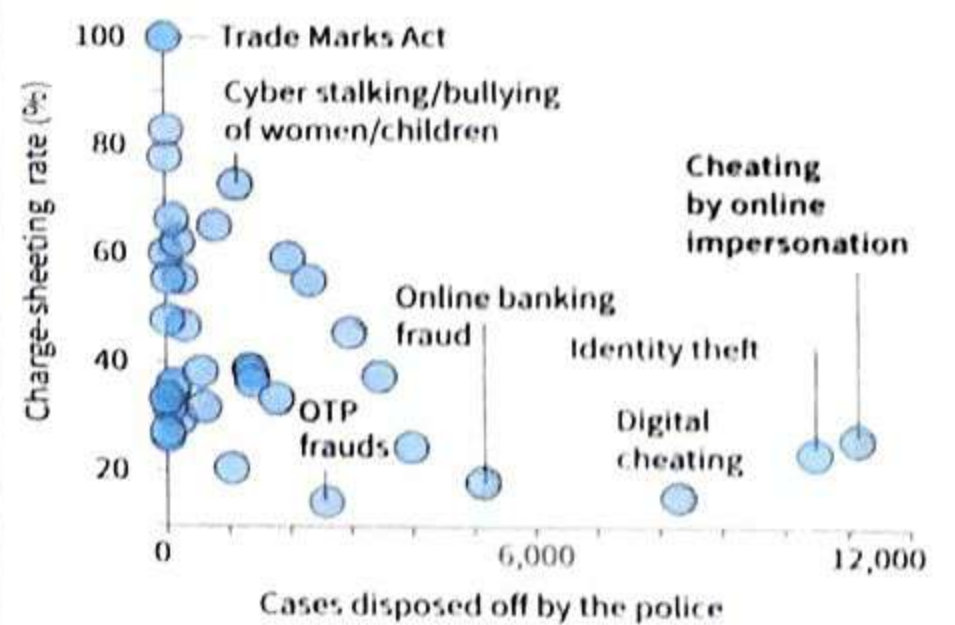 100
Trade Marks Act
Cyber stalking/bullying
of women/children
80
Cheating
by online
impersonation
60
Online banking
fraud
Identity theft
40
OTP
frauds
Digital
cheating
20
Charge-sheeting rate (%)
0
6,000
12,000
Cases disposed off by the police